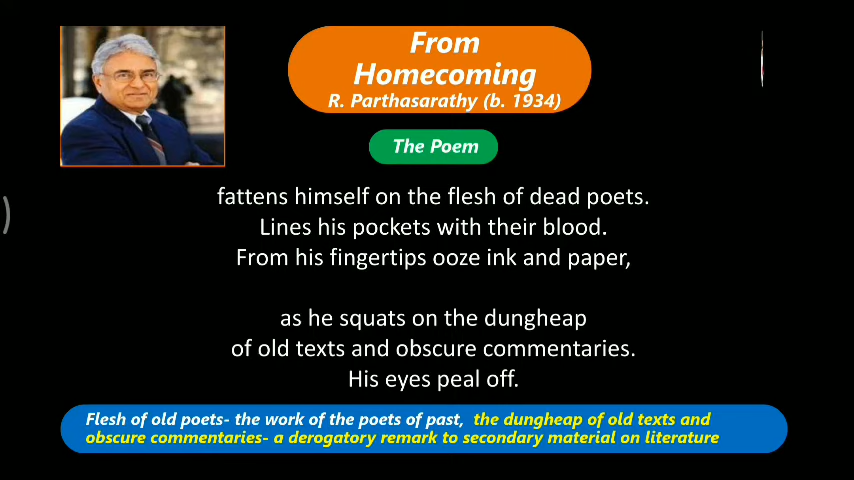 From
Homecoming
R. Parthasarathy (b. 1934)
The Poem
fattens himself on the flesh of dead poets.
Lines his pockets with their blood.
From his fingertips ooze ink and paper,
as he squats on the dungheap
of old texts and obscure commentaries.
His eyes peal off.
Flesh of old poets- the work of the poets of past, the dungheap of old texts and
obscure commentaries- a derogatory remark to secondary material on literature